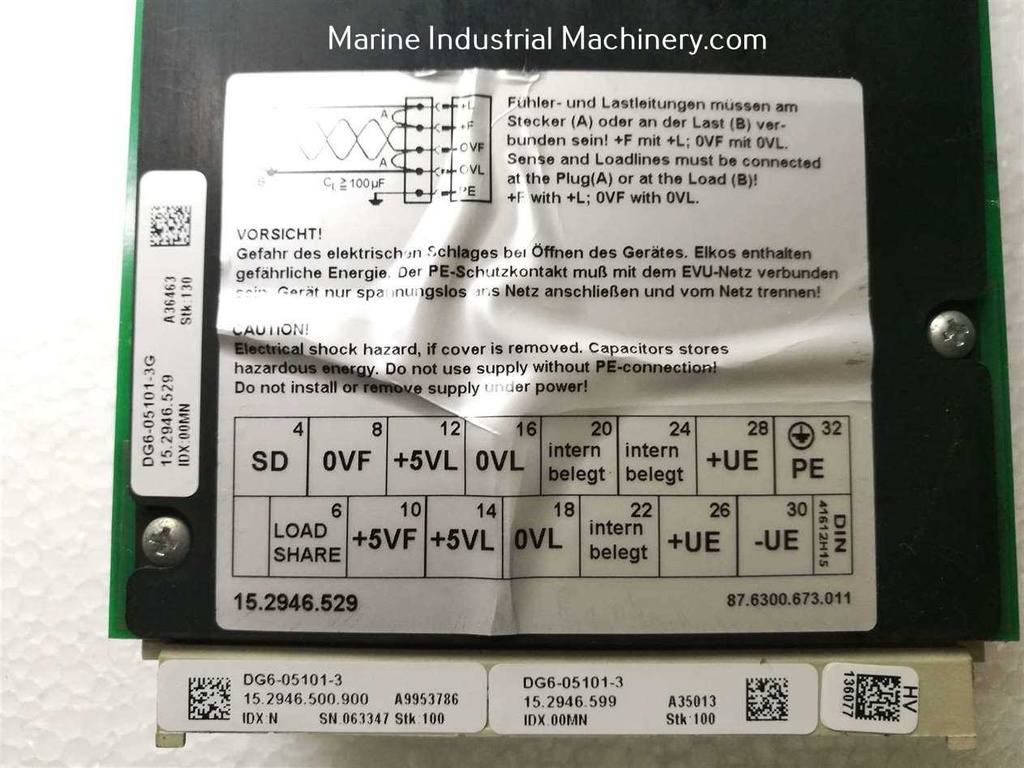 Marine Industrial Machinery.com
+L
A
+F
0VF
A
0VL
B
C_L ≧100µF
PE
Fühler- und Lastleitungen müssen am
Stecker (A) oder an der Last (B) ver-
bunden sein! +F mit +L; 0VF mit 0VL.
Sense and Loadlines must be connected
at the Plug(A) or at the Load (B)!
+F with +L; 0VF with 0VL.
VORSICHT!
Gefahr des elektrischen Schlages bei Öffnen des Gerätes. Elkos enthalten
gefährliche Energie. Der PE-Schutzkontakt muß mit dem EVU-Netz verbunden
sein. Gerät nur spannungslos ans Netz anschließen und vom Netz trennen!
CAUTION!
Electrical shock hazard, if cover is removed. Capacitors stores
hazardous energy. Do not use supply without PE-connection!
Do not install or remove supply under power!
4 8 12 16 20 24 28 32
SD 0VF +5VL 0VL intern belegt intern belegt +UE PE
6 10 14 18 22 26 30
LOAD SHARE +5VF +5VL 0VL intern belegt +UE -UE DIN 41612H15
15.2946.529 87.6300.673.011
A36463
Stk:130
DG6-05101-3G
15.2946.529
IDX:00MN
DG6-05101-3
15.2946.500.900 A9953786
IDX:N SN:063347 Stk:100
DG6-05101-3
15.2946.599 A35013
IDX:00MN Stk:100
HV
136077